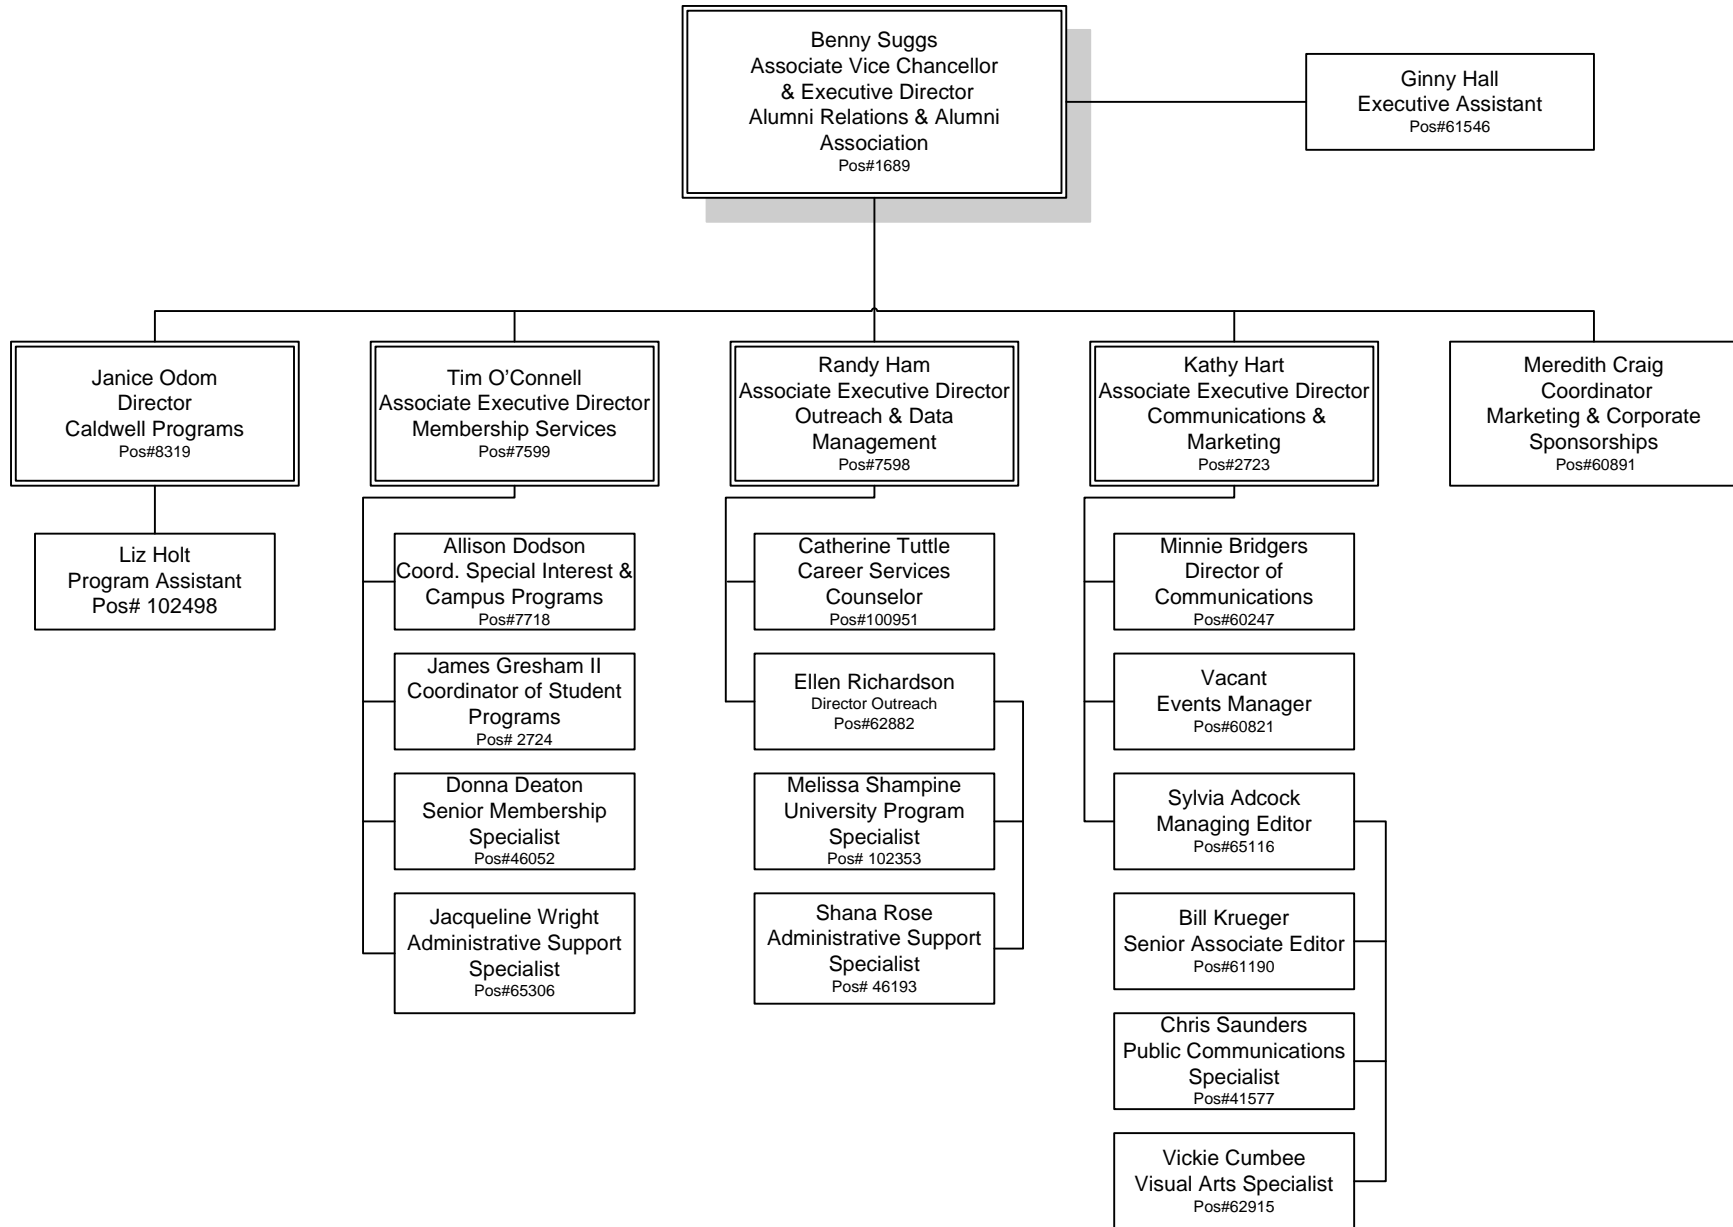 Benny Suggs
Associate Vice Chancellor
& Executive Director
Alumni Relations & Alumni
Association
Pos#1689
Ginny Hall
Executive Assistant
Pos#61546
Janice Odom
Director
Caldwell Programs
Pos#8319
Tim O’Connell
Associate Executive Director
Membership Services
Pos#7599
Randy Ham
Associate Executive Director
Outreach & Data
Management
Pos#7598
Kathy Hart
Associate Executive Director
Communications &
Marketing
Pos#2723
Meredith Craig
Coordinator
Marketing & Corporate
Sponsorships
Pos#60891
Liz Holt
Program Assistant
Pos# 102498
Allison Dodson
Coord. Special Interest &
Campus Programs
Pos#7718
James Gresham II
Coordinator of Student
Programs
Pos# 2724
Donna Deaton
Senior Membership
Specialist
Pos#46052
Jacqueline Wright
Administrative Support
Specialist
Pos#65306
Catherine Tuttle
Career Services
Counselor
Pos#100951
Ellen Richardson
Director Outreach
Pos#62882
Melissa Shampine
University Program
Specialist
Pos# 102353
Shana Rose
Administrative Support
Specialist
Pos# 46193
Minnie Bridgers
Director of
Communications
Pos#60247
Vacant
Events Manager
Pos#60821
Sylvia Adcock
Managing Editor
Pos#65116
Bill Krueger
Senior Associate Editor
Pos#61190
Chris Saunders
Public Communications
Specialist
Pos#41577
Vickie Cumbee
Visual Arts Specialist
Pos#62915